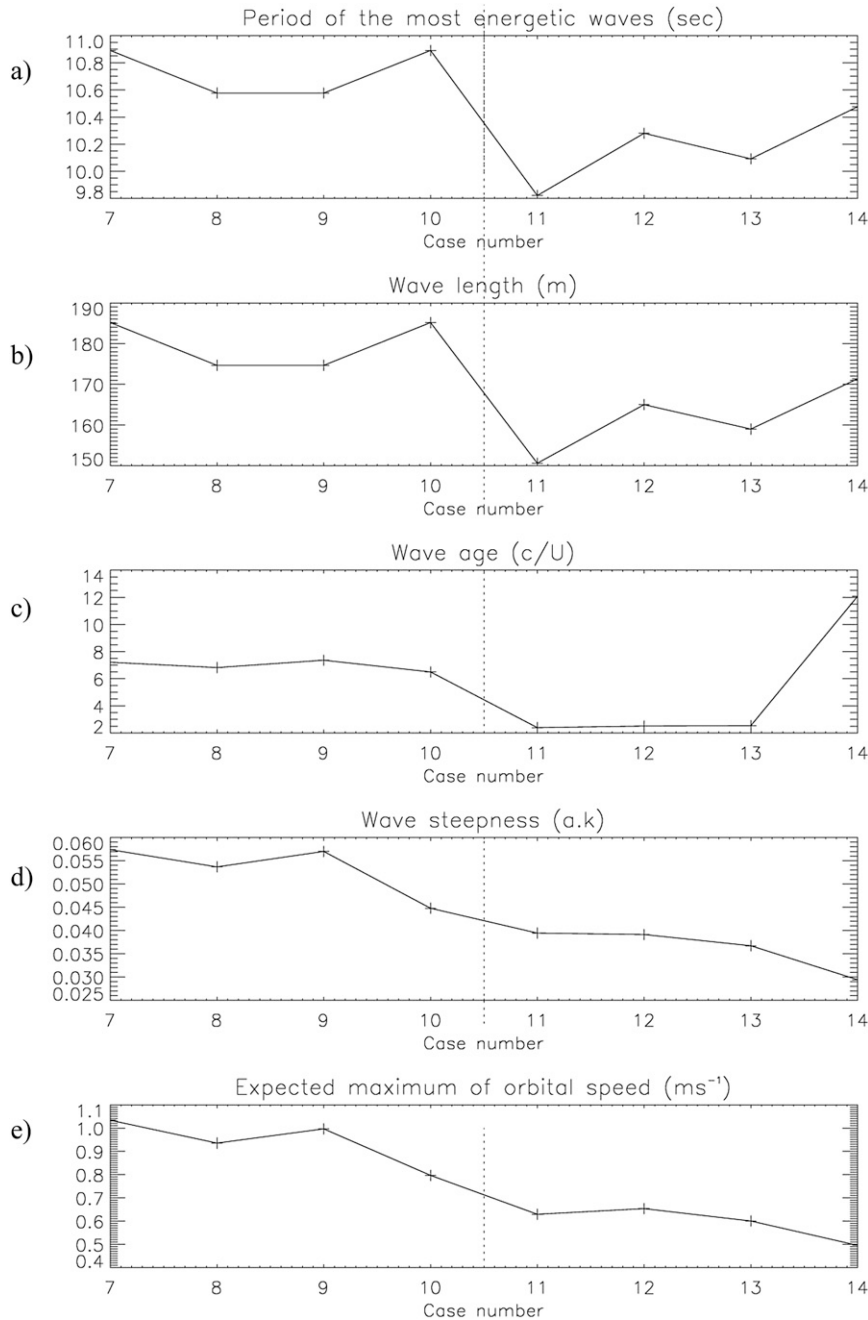 Period of the most energetic waves (sec)
a)
11.0
10.8
10.6
10.4
10.2
10.0
9.8
7 8 9 10 11 12 13 14
Case number
Wave length (m)
b)
190
180
170
160
150
7 8 9 10 11 12 13 14
Case number
Wave age (c/U)
c)
14
12
10
8
6
4
2
7 8 9 10 11 12 13 14
Case number
Wave steepness (a.k)
d)
0.060
0.055
0.050
0.045
0.040
0.035
0.030
0.025
7 8 9 10 11 12 13 14
Case number
Expected maximum of orbital speed (ms⁻¹)
e)
1.1
1.0
0.9
0.8
0.7
0.6
0.5
0.4
7 8 9 10 11 12 13 14
Case number